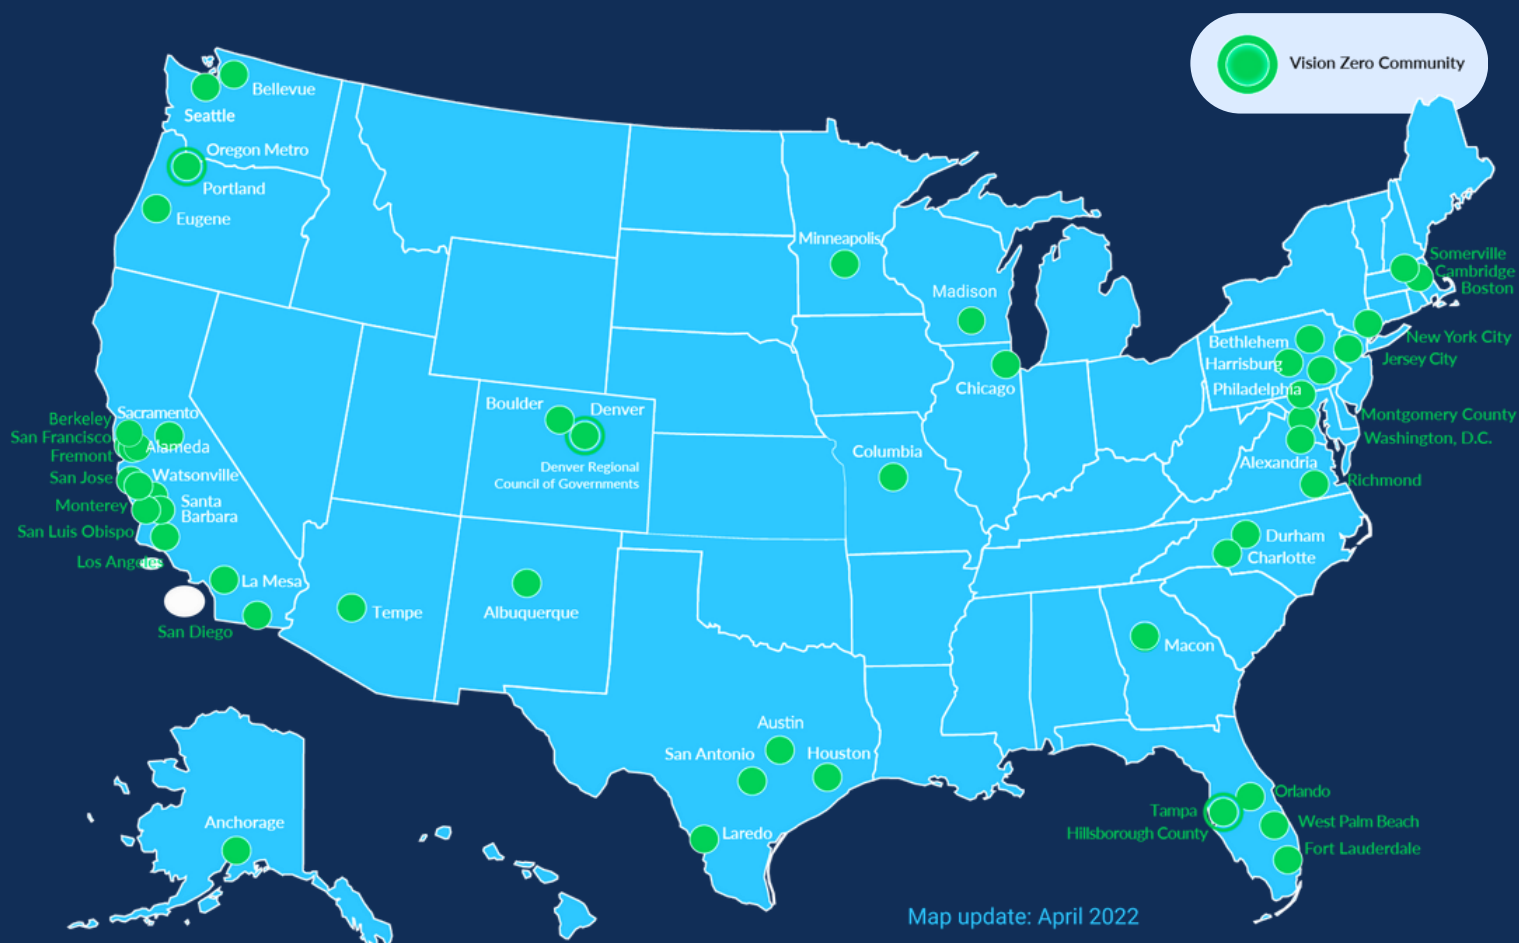 Vision Zero Community
Bellevue
Seattle
Oregon Metro
Portland
Eugene
Minneapolis
Madison
Chicago
Somerville
Cambridge
Boston
New York City
Jersey City
Bethlehem
Harrisburg
Philadelphia
Montgomery County
Washington, D.C.
Alexandria
Richmond
Boulder
Denver
Denver Regional
Council of Governments
Columbia
Sacramento
Berkeley
San Francisco
Alameda
Fremont
San Jose
Watsonville
Monterey
Santa
Barbara
San Luis Obispo
Los Angeles
La Mesa
San Diego
Tempe
Albuquerque
Durham
Charlotte
Macon
Austin
San Antonio
Houston
Laredo
Anchorage
Orlando
Tampa
Hillsborough County
West Palm Beach
Fort Lauderdale
Map update: April 2022